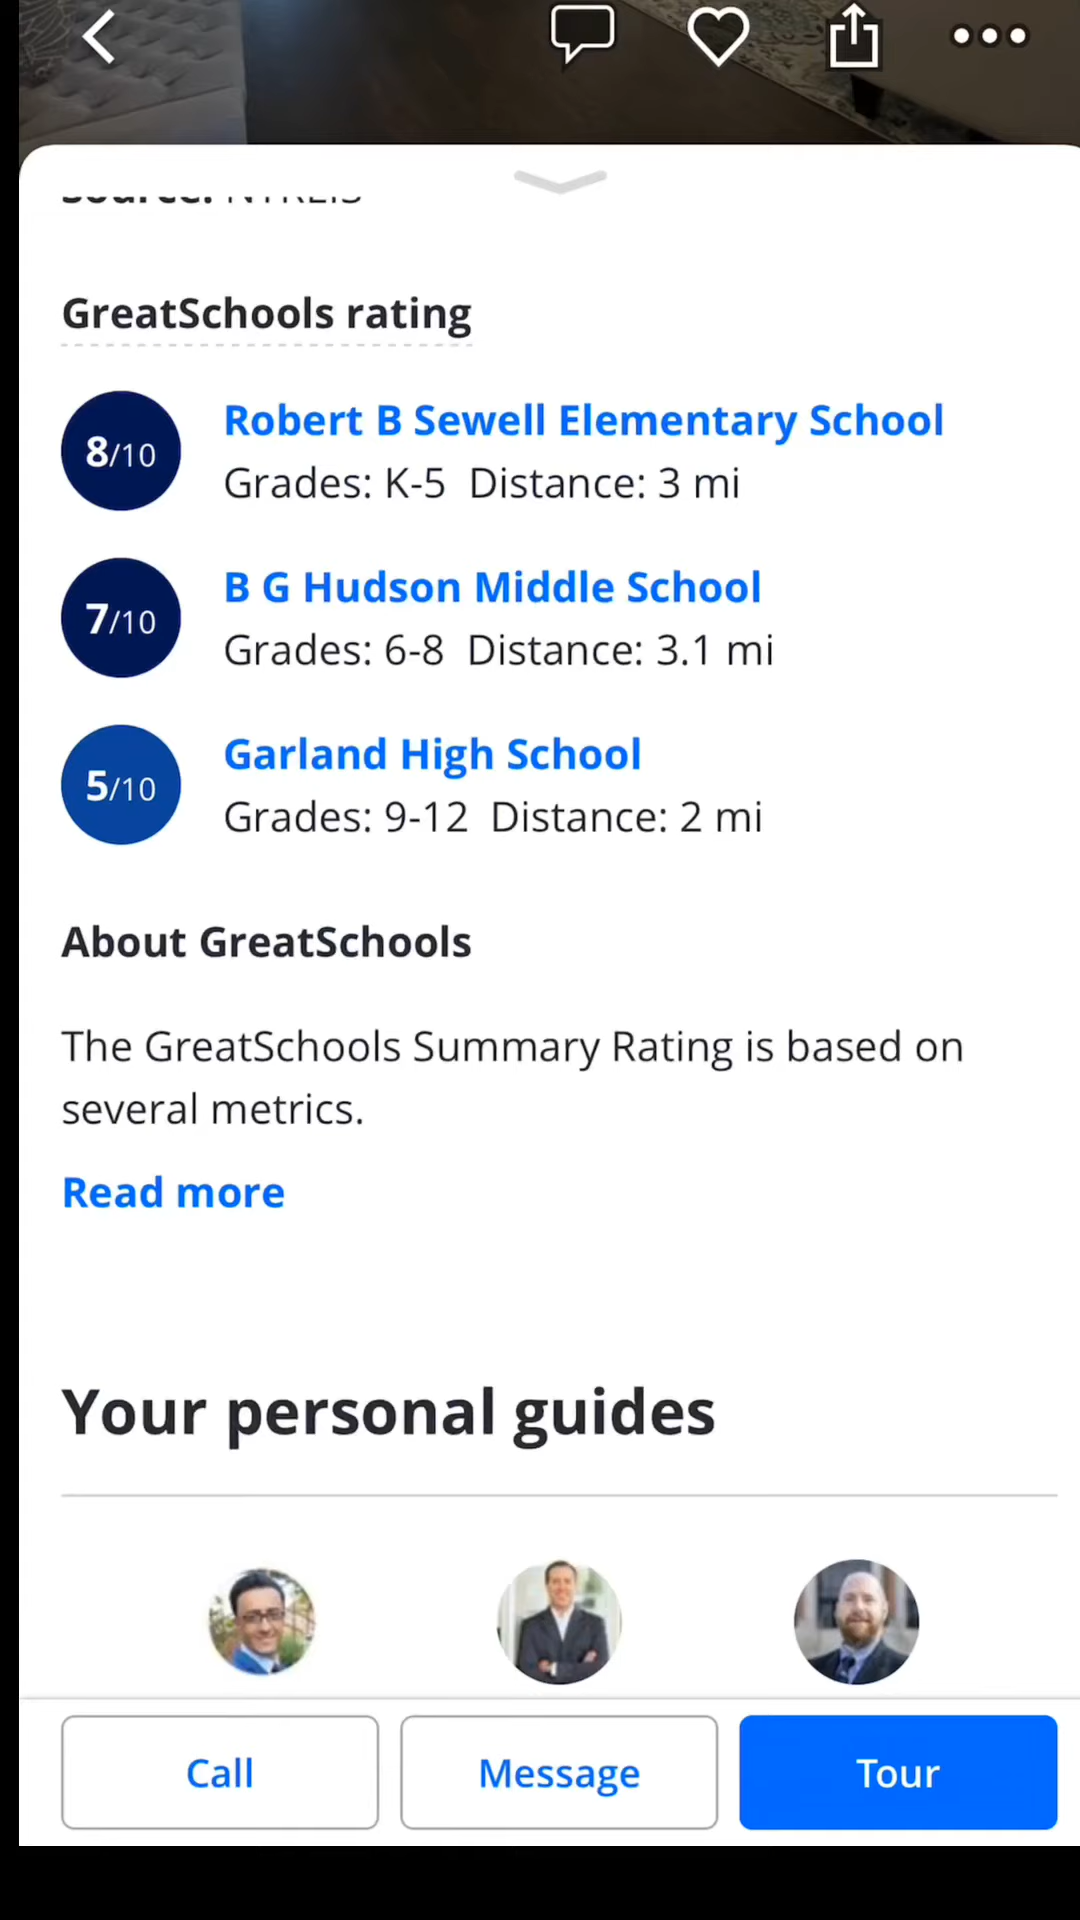 GreatSchools rating
8/10
Robert B Sewell Elementary School
Grades: K-5 Distance: 3 mi
7/10
B G Hudson Middle School
Grades: 6-8 Distance: 3.1 mi
5/10
Garland High School
Grades: 9-12 Distance: 2 mi
About GreatSchools
The GreatSchools Summary Rating is based on
several metrics.
Read more
Your personal guides
Call
Message
Tour